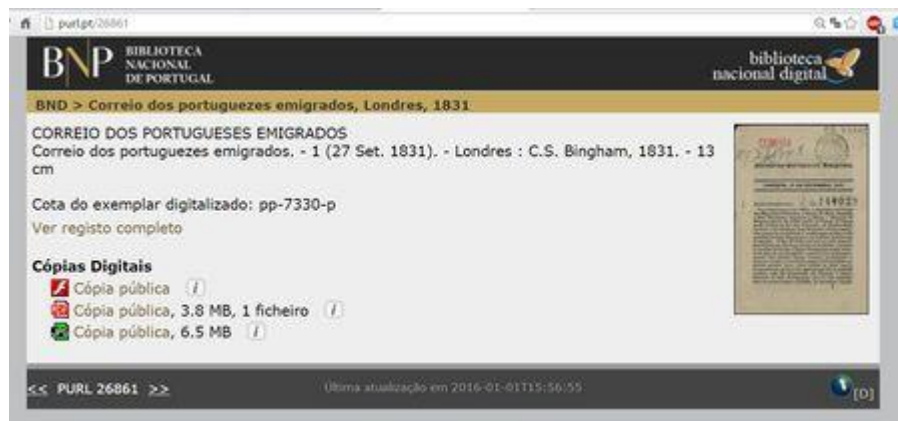 purl.pt/26861
BNP BIBLIOTECA
NACIONAL
DE PORTUGAL
biblioteca
nacional digital
BND > Correio dos portuguezes emigrados, Londres, 1831
CORREIO DOS PORTUGUESES EMIGRADOS
Correio dos portuguezes emigrados. - 1 (27 Set. 1831). - Londres : C.S. Bingham, 1831. - 13
cm
Cota do exemplar digitalizado: pp-7330-p
Ver registo completo
Cópias Digitais
Cópia pública i
Cópia pública, 3.8 MB, 1 ficheiro i
Cópia pública, 6.5 MB i
<< PURL 26861 >>
Última atualização em 2016-01-01T15:56:55
[D]